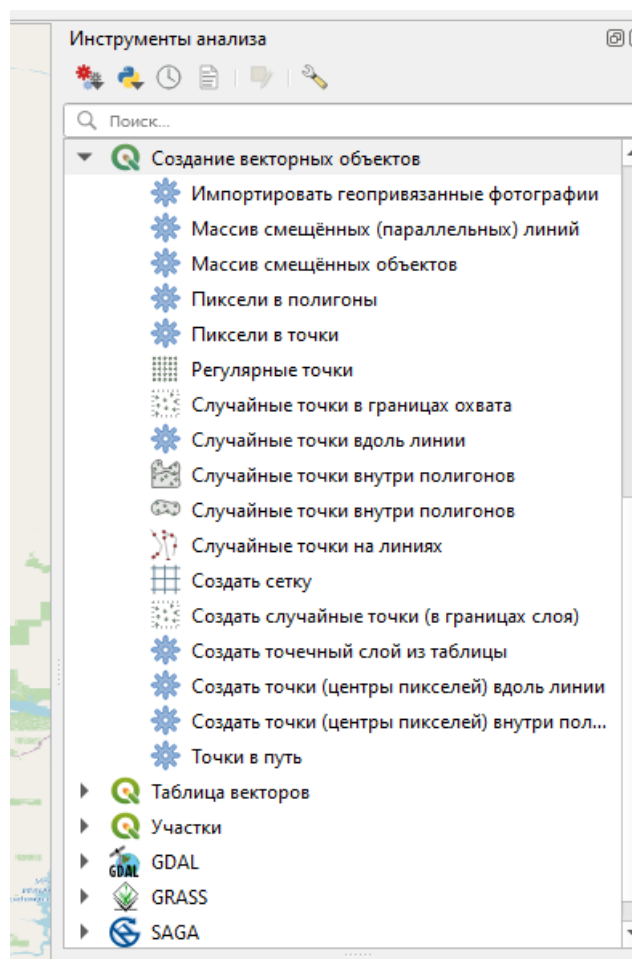 Инструменты анализа
Поиск...
Создание векторных объектов
Импортировать геопривязанные фотографии
Массив смещённых (параллельных) линий
Массив смещённых объектов
Пиксели в полигоны
Пиксели в точки
Регулярные точки
Случайные точки в границах охвата
Случайные точки вдоль линии
Случайные точки внутри полигонов
Случайные точки внутри полигонов
Случайные точки на линиях
Создать сетку
Создать случайные точки (в границах слоя)
Создать точечный слой из таблицы
Создать точки (центры пикселей) вдоль линии
Создать точки (центры пикселей) внутри пол...
Точки в путь
Таблица векторов
Участки
GDAL
GDAL
GRASS
SAGA